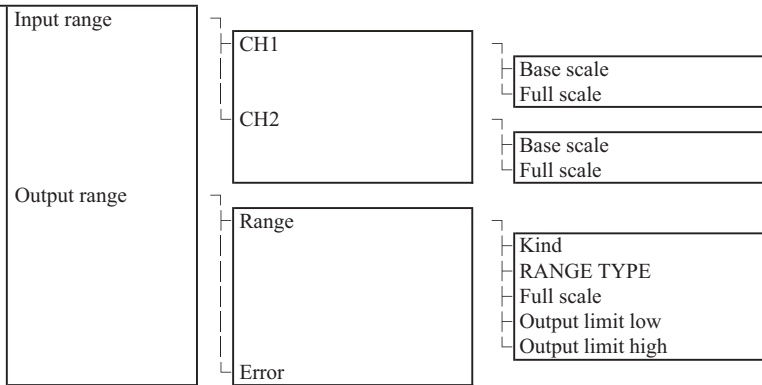 Input range
CH1
Base scale
Full scale
CH2
Base scale
Full scale
Output range
Range
Kind
RANGE TYPE
Full scale
Output limit low
Output limit high
Error